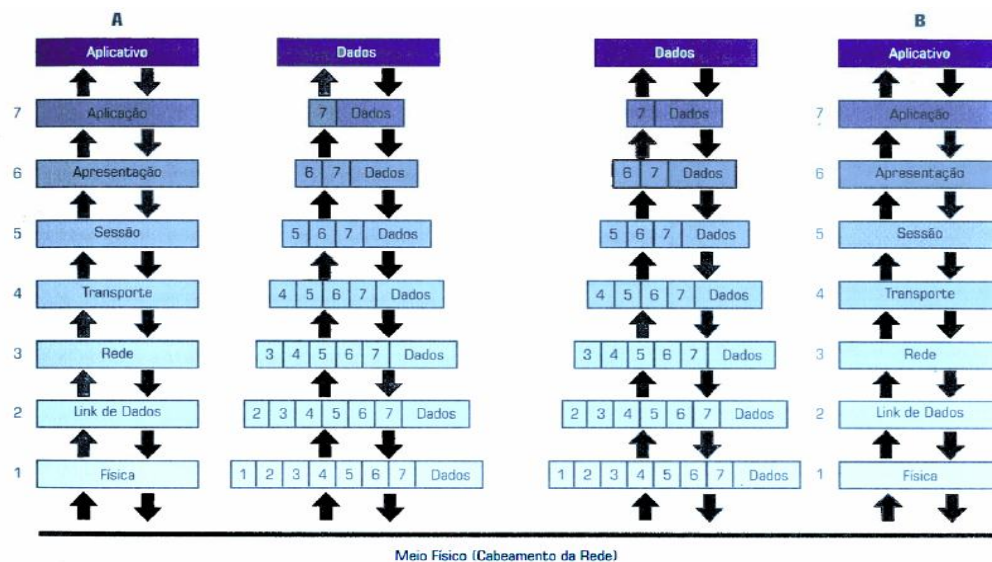 A B
Aplicativo Dados Dados Aplicativo
7 Aplicação 7 Dados 7 Dados 7 Aplicação
6 Apresentação 6 7 Dados 6 7 Dados 6 Apresentação
5 Sessão 5 6 7 Dados 5 6 7 Dados 5 Sessão
4 Transporte 4 5 6 7 Dados 4 5 6 7 Dados 4 Transporte
3 Rede 3 4 5 6 7 Dados 3 4 5 6 7 Dados 3 Rede
2 Link de Dados 2 3 4 5 6 7 Dados 2 3 4 5 6 7 Dados 2 Link de Dados
1 Física 1 2 3 4 5 6 7 Dados 1 2 3 4 5 6 7 Dados 1 Física
Meio Físico (Cabeamento da Rede)